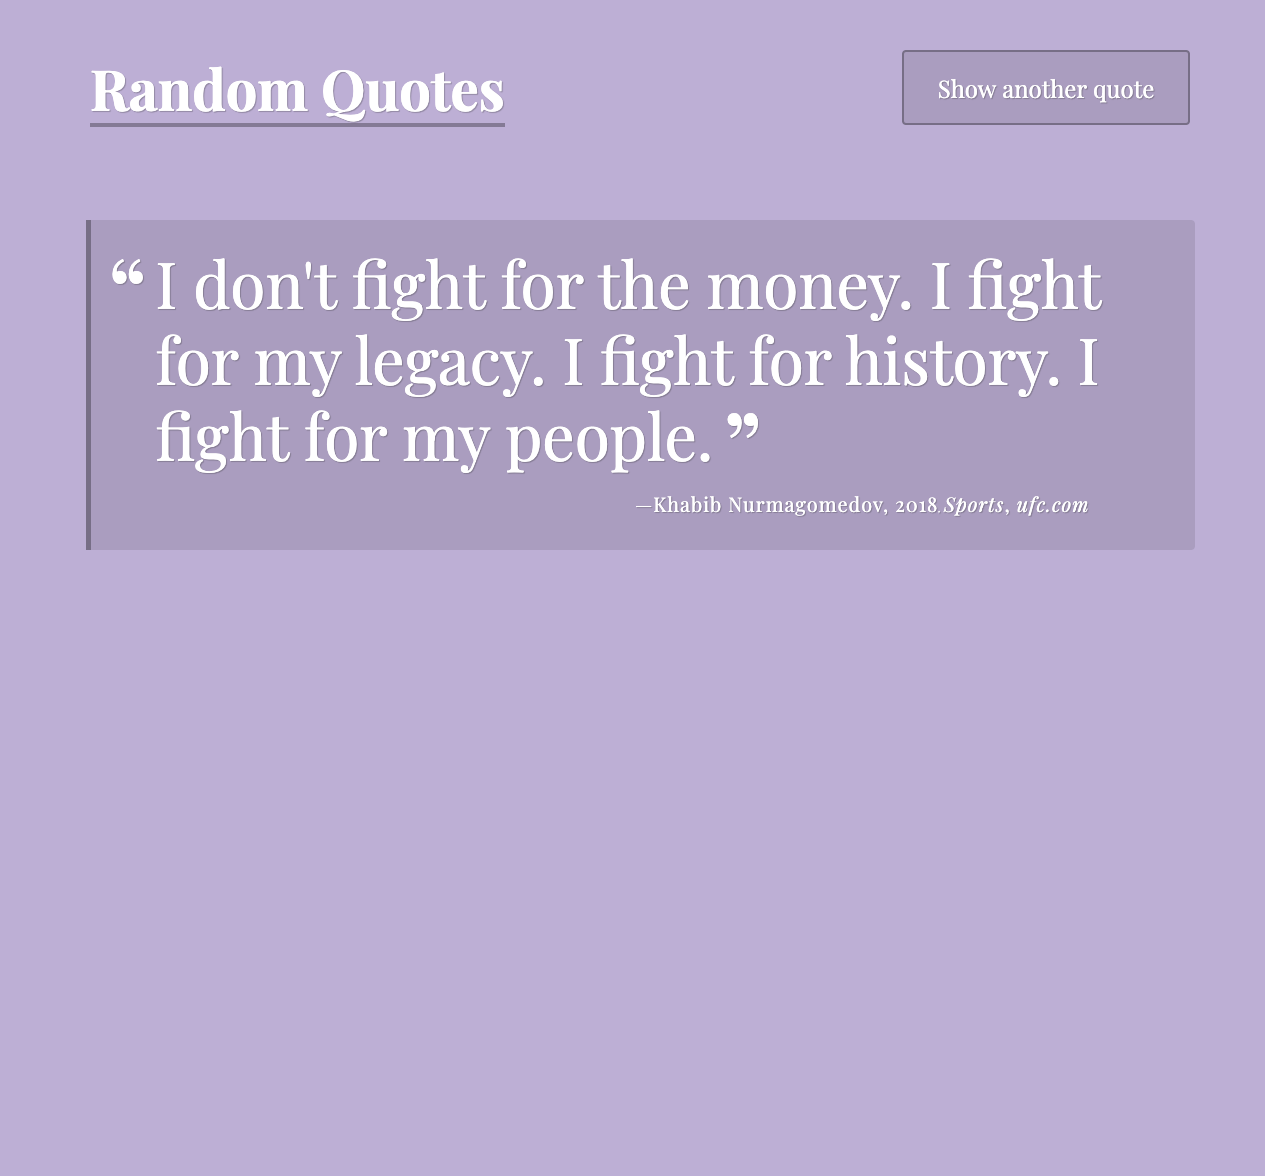 Random Quotes
Show another quote
“I don't fight for the money. I fight
for my legacy. I fight for history. I
fight for my people.”
—Khabib Nurmagomedov, 2018. Sports, ufc.com